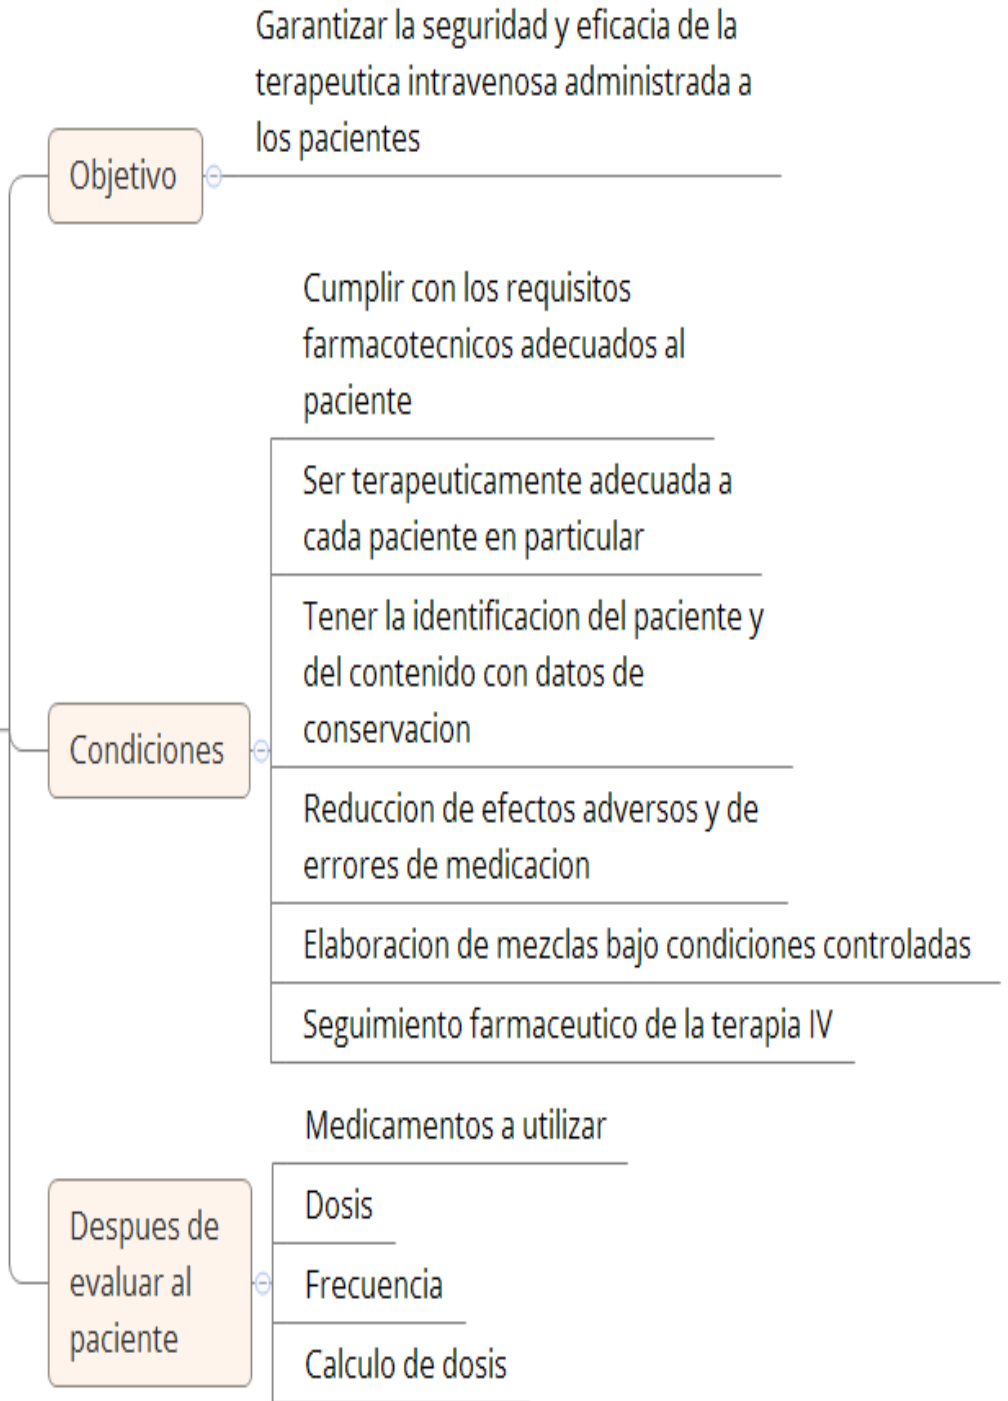 Garantizar la seguridad y eficacia de la
terapeutica intravenosa administrada a
los pacientes
Objetivo
Cumplir con los requisitos
farmacotecnicos adecuados al
paciente
Ser terapeuticamente adecuada a
cada paciente en particular
Tener la identificacion del paciente y
del contenido con datos de
conservacion
Condiciones
Reduccion de efectos adversos y de
errores de medicacion
Elaboracion de mezclas bajo condiciones controladas
Seguimiento farmaceutico de la terapia IV
Despues de
evaluar al
paciente
Medicamentos a utilizar
Dosis
Frecuencia
Calculo de dosis